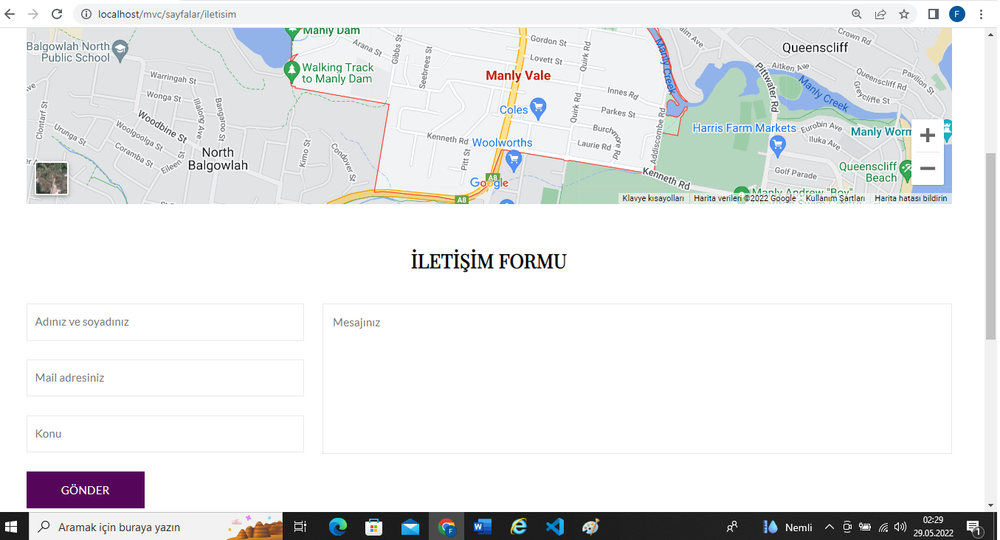 localhost/mvc/sayfalar/iletisim
F
Manly Dam
Balgowlah North
Public School
Walking Track
to Manly Dam
Arana St
Gibbs St
Seebrees St
Gordon St
Lovett St
Quirk Rd
Manly Vale
Manly Creek
Crown Rd
Queenscliff
Aitken Ave
Pittwater Rd
Manly Creek
Queenscliff Rd
Pavilion St
Greycliffe St
Warringah St
Wonga St
Illalong Ave
Bangaroo St
Clontarf St
Woodbine St
Urunga St
Woolgoolga St
Coramba St
Eileen St
Innes Rd
Parkes St
Quirk Rd
Coles
Burchmore Rd
Laurie Rd
Addiscombe Rd
Harris Farm Markets
Eurobin Ave
Iluka Ave
Manly Worm
Kenneth Rd
Woolworths
Pitt St
Kimo St
Condover St
North
Balgowlah
Kenneth Rd
Golf Parade
Queenscliff
Beach
A8
Google
A8
Manly Andrew "Boy"
Klavye kısayolları
Harita verileri ©2022 Google
Kullanım Şartları
Harita hatası bildirin
İLETİŞİM FORMU
Adınız ve soyadınız
Mesajınız
Mail adresiniz
Konu
GÖNDER
Aramak için buraya yazın
F
Nemli
02:29
29.05.2022
1